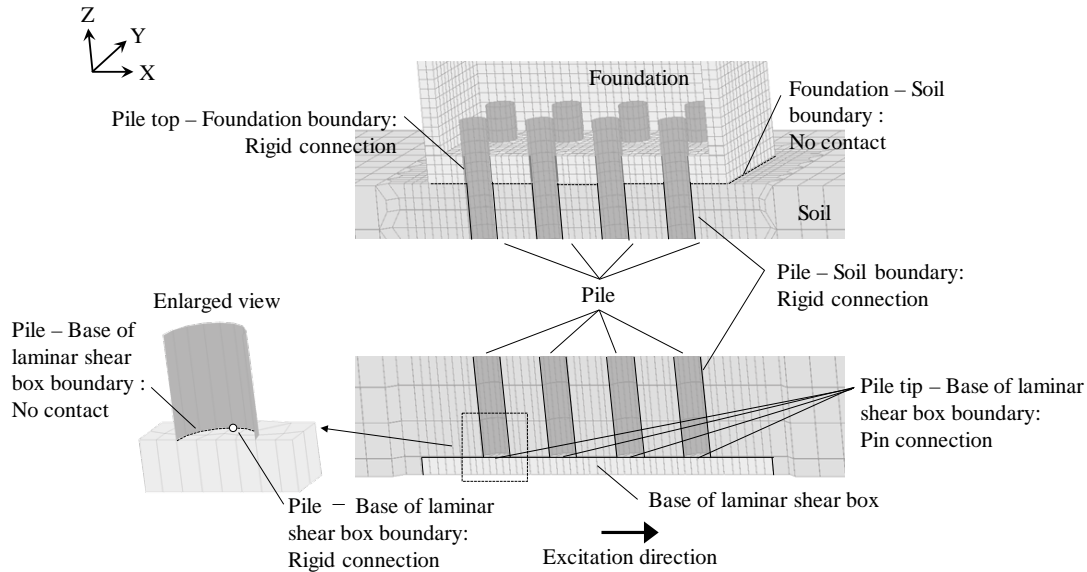 Z
Y
X
Foundation
Pile top – Foundation boundary:
Rigid connection
Foundation – Soil
boundary :
No contact
Soil
Pile – Soil boundary:
Rigid connection
Pile
Enlarged view
Pile – Base of
laminar shear
box boundary :
No contact
Pile tip – Base of laminar
shear box boundary:
Pin connection
Base of laminar shear box
Pile － Base of laminar
shear box boundary:
Rigid connection
Excitation direction